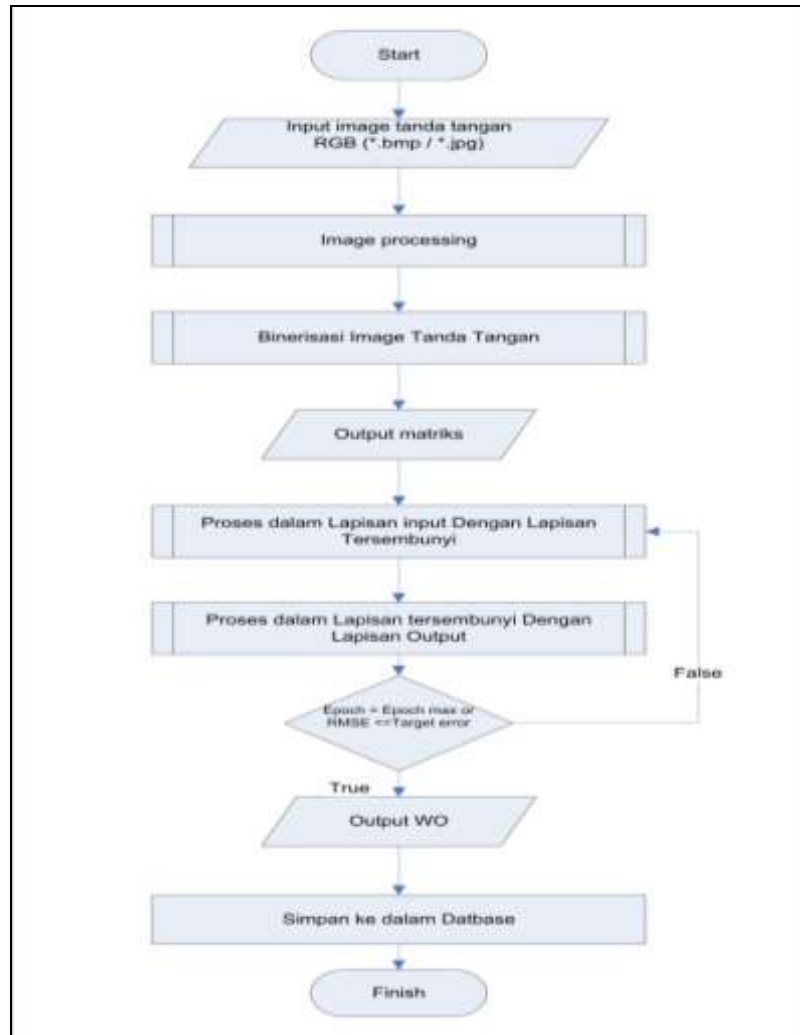 Start
Input image tanda tangan
RGB (*.bmp / *.jpg)
Image processing
Binerisasi Image Tanda Tangan
Output matriks
Proses dalam Lapisan input Dengan Lapisan
Tersembunyi
Proses dalam Lapisan tersembunyi Dengan
Lapisan Output
False
Epoch = Epoch max or
RMSE <=Target error
True
Output WO
Simpan ke dalam Datbase
Finish